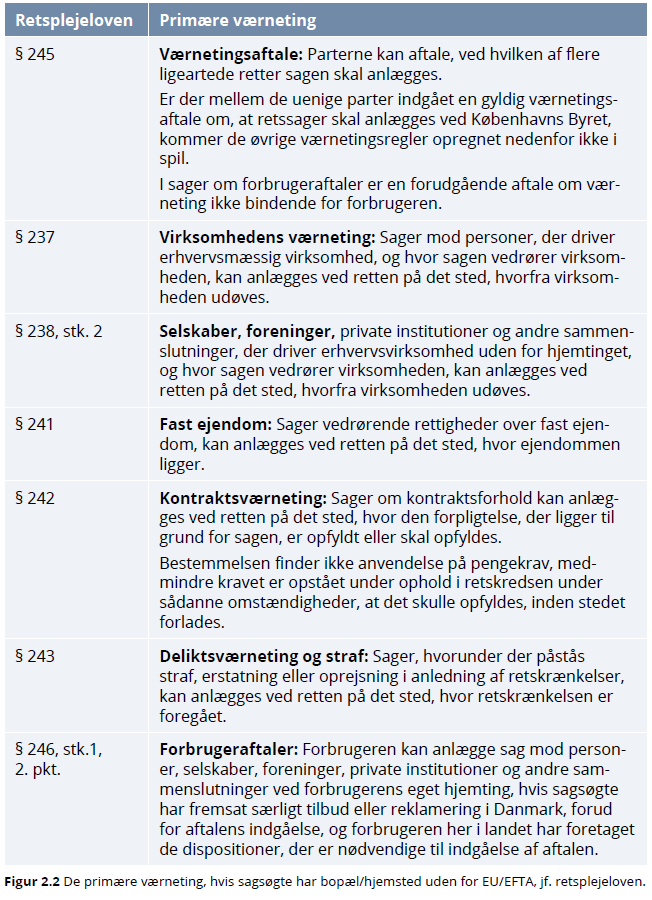 Retsplejeloven
Primære værneting
§ 245
Værnetingsaftale: Parterne kan aftale, ved hvilken af flere
ligeartede retter sagen skal anlægges.
Er der mellem de uenige parter indgået en gyldig værnetings-
aftale om, at retssager skal anlægges ved Københavns Byret,
kommer de øvrige værnetingsregler opregnet nedenfor ikke i
spil.
I sager om forbrugeraftaler er en forudgående aftale om vær-
neting ikke bindende for forbrugeren.
§ 237
Virksomhedens værneting: Sager mod personer, der driver
erhvervsmæssig virksomhed, og hvor sagen vedrører virksom-
heden, kan anlægges ved retten på det sted, hvorfra virksom-
heden udøves.
§ 238, stk. 2
Selskaber, foreninger, private institutioner og andre sammen-
slutninger, der driver erhvervsvirksomhed uden for hjemtinget,
og hvor sagen vedrører virksomheden, kan anlægges ved
retten på det sted, hvorfra virksomheden udøves.
§ 241
Fast ejendom: Sager vedrørende rettigheder over fast ejen-
dom, kan anlægges ved retten på det sted, hvor ejendommen
ligger.
§ 242
Kontraktsværneting: Sager om kontraktsforhold kan anlæg-
ges ved retten på det sted, hvor den forpligtelse, der ligger til
grund for sagen, er opfyldt eller skal opfyldes.
Bestemmelsen finder ikke anvendelse på pengekrav, med-
mindre kravet er opstået under ophold i retskredsen under
sådanne omstændigheder, at det skulle opfyldes, inden stedet
forlades.
§ 243
Deliktsværneting og straf: Sager, hvorunder der påstås
straf, erstatning eller oprejsning i anledning af retskrænkelser,
kan anlægges ved retten på det sted, hvor retskrænkelsen er
foregået.
§ 246, stk.1,
2. pkt.
Forbrugeraftaler: Forbrugeren kan anlægge sag mod person-
er, selskaber, foreninger, private institutioner og andre sam-
menslutninger ved forbrugerens eget hjemting, hvis sagsøgte
har fremsat særligt tilbud eller reklamering i Danmark, forud
for aftalens indgåelse, og forbrugeren her i landet har foretaget
de dispositioner, der er nødvendige til indgåelse af aftalen.
Figur 2.2 De primære værneting, hvis sagsøgte har bopæl/hjemsted uden for EU/EFTA, jf. retsplejeloven.